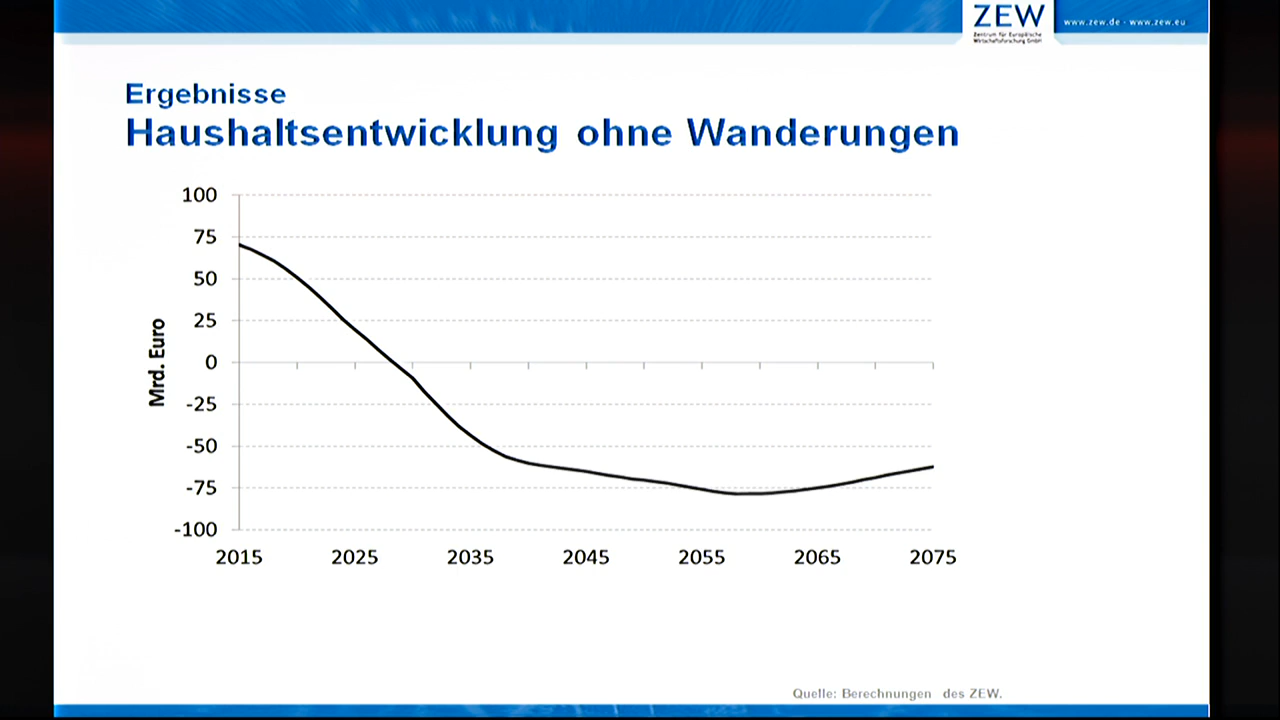 ZEW
Zentrum für Europäische
Wirtschaftsforschung GmbH
www.zew.de - www.zew.eu
Ergebnisse
Haushaltsentwicklung ohne Wanderungen
Mrd. Euro
100
75
50
25
0
-25
-50
-75
-100
2015 2025 2035 2045 2055 2065 2075
Quelle: Berechnungen des ZEW.